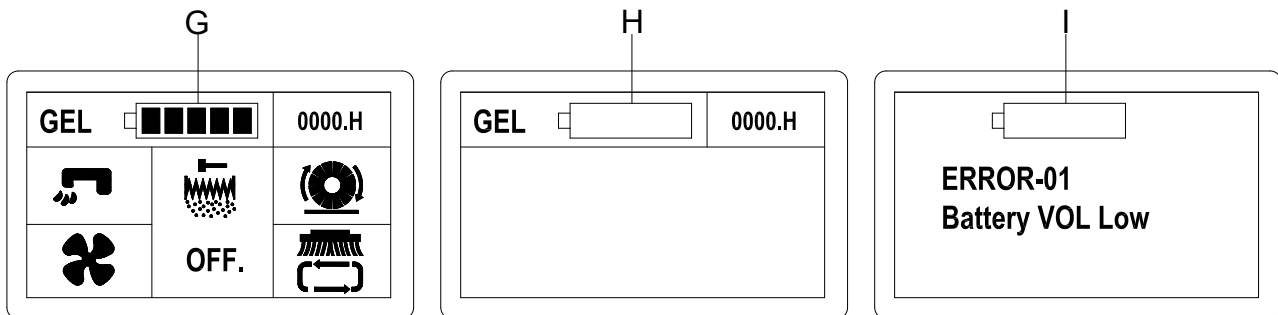 G
H
I
GEL
0000.H
OFF.
GEL
0000.H
ERROR-01
Battery VOL Low